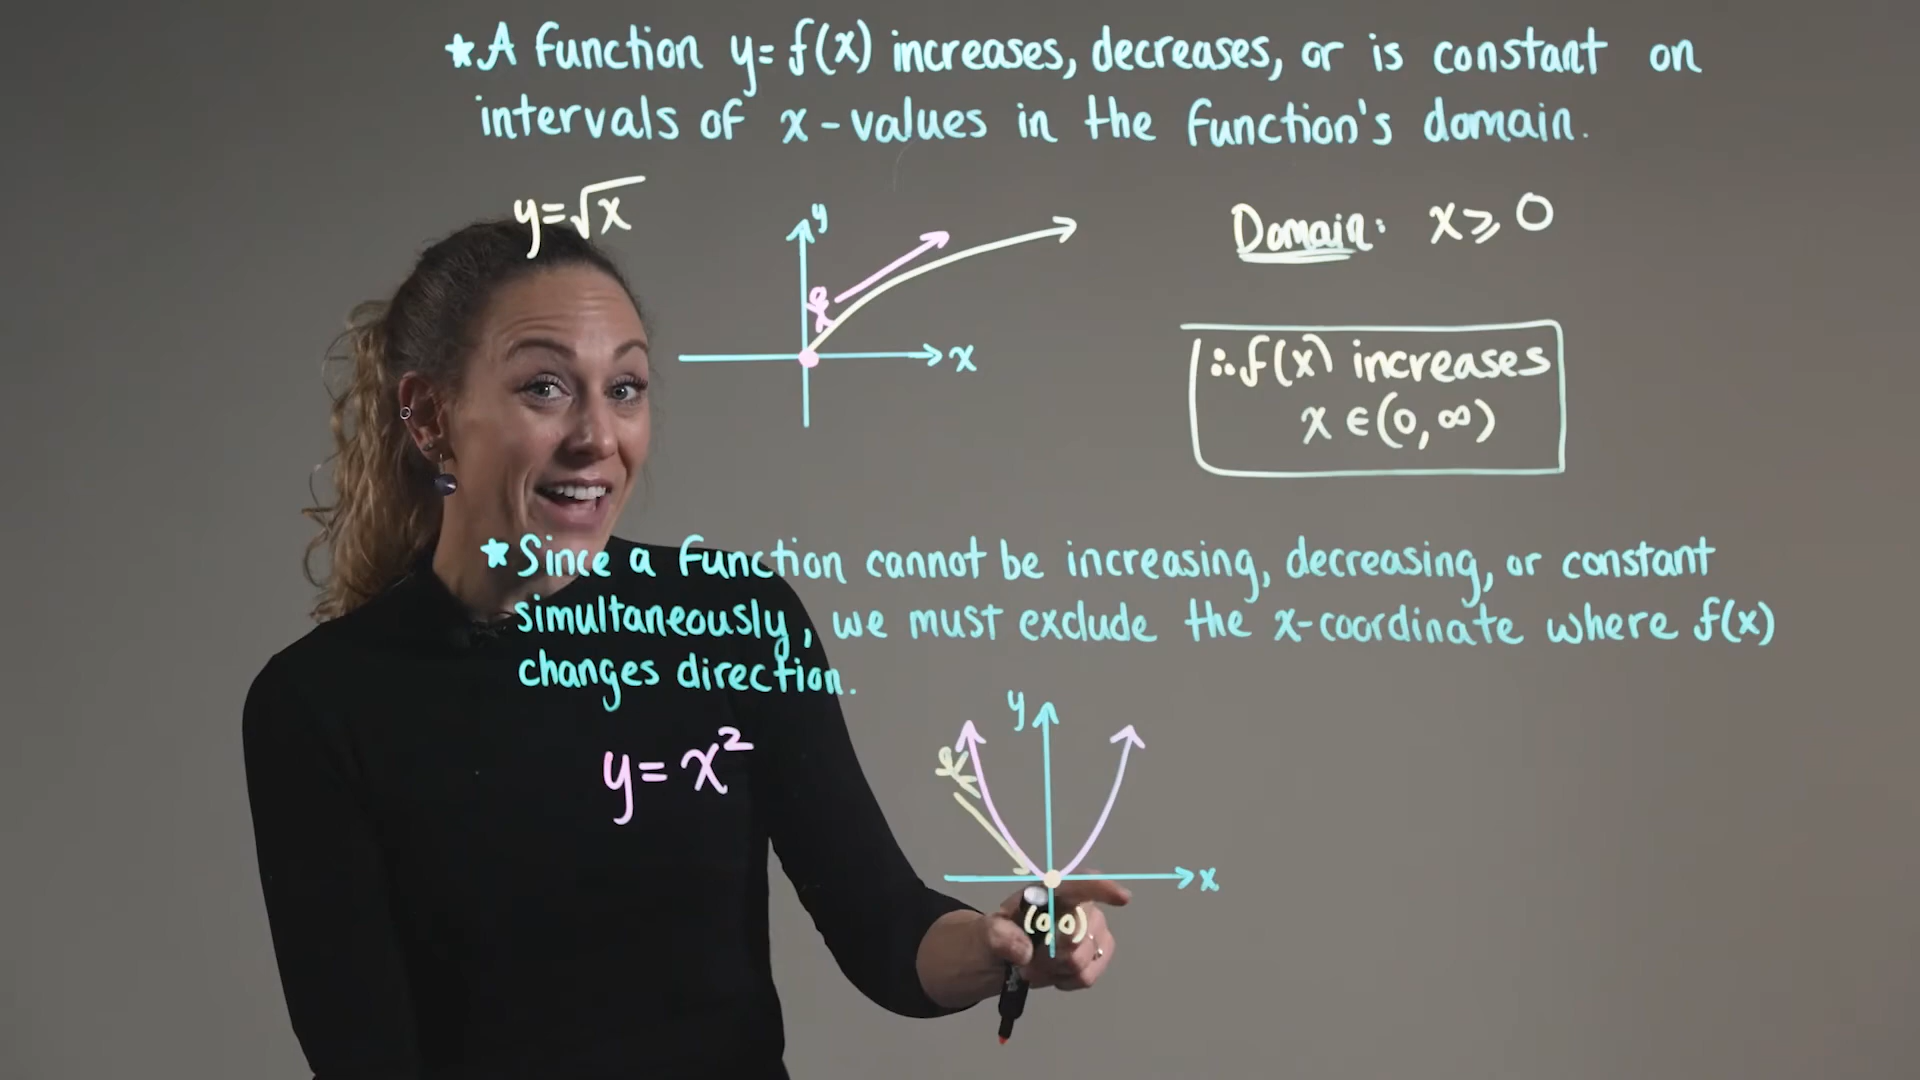 ★ A function y = f(x) increases, decreases, or is constant on
intervals of x-values in the function's domain.
y = √x
y
x
Domain: x ≥ 0
∴ f(x) increases
x ∈ (0, ∞)
★ Since a function cannot be increasing, decreasing, or constant
simultaneously, we must exclude the x-coordinate where f(x)
changes direction.
y = x²
y
x
(0,0)